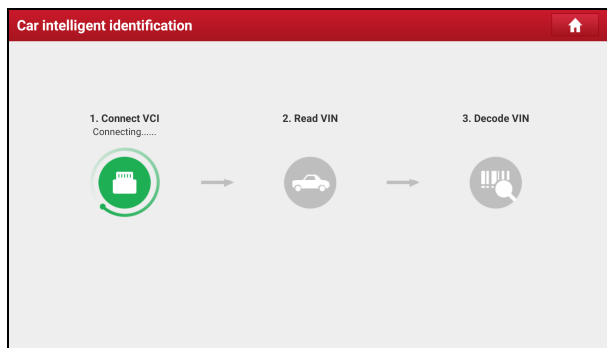 Car intelligent identification
1. Connect VCI
Connecting......
2. Read VIN
3. Decode VIN